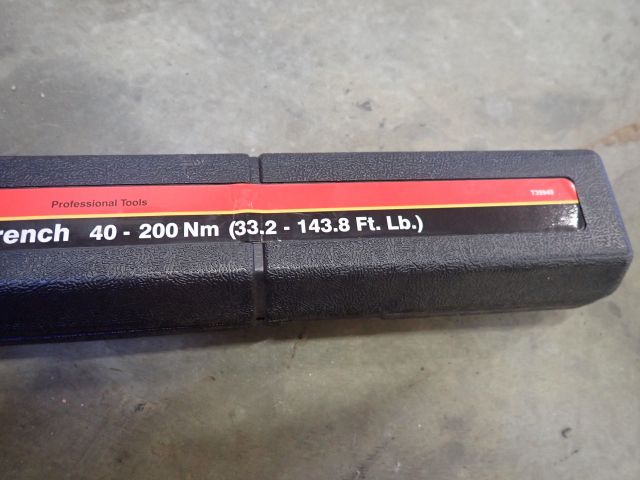 Professional Tools
rench 40 - 200 Nm (33.2 - 143.8 Ft. Lb.)